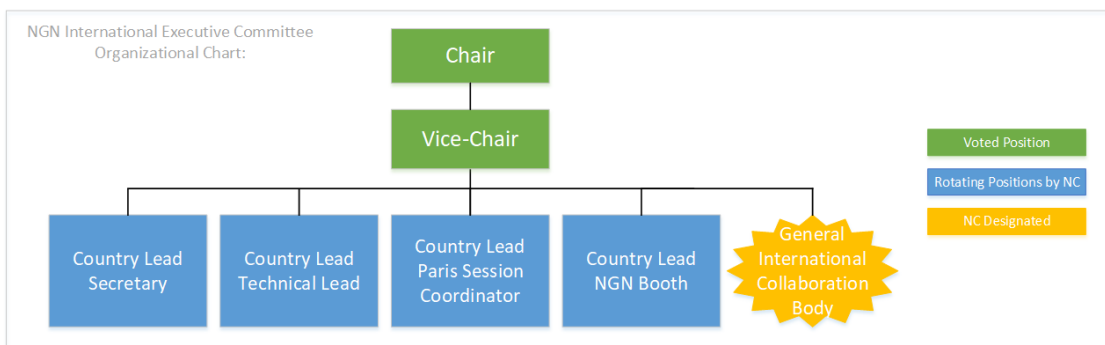 NGN International Executive Committee
Organizational Chart:
Chair
Vice-Chair
Voted Position
Rotating Positions by NC
NC Designated
Country Lead
Secretary
Country Lead
Technical Lead
Country Lead
Paris Session
Coordinator
Country Lead
NGN Booth
General
International
Collaboration
Body